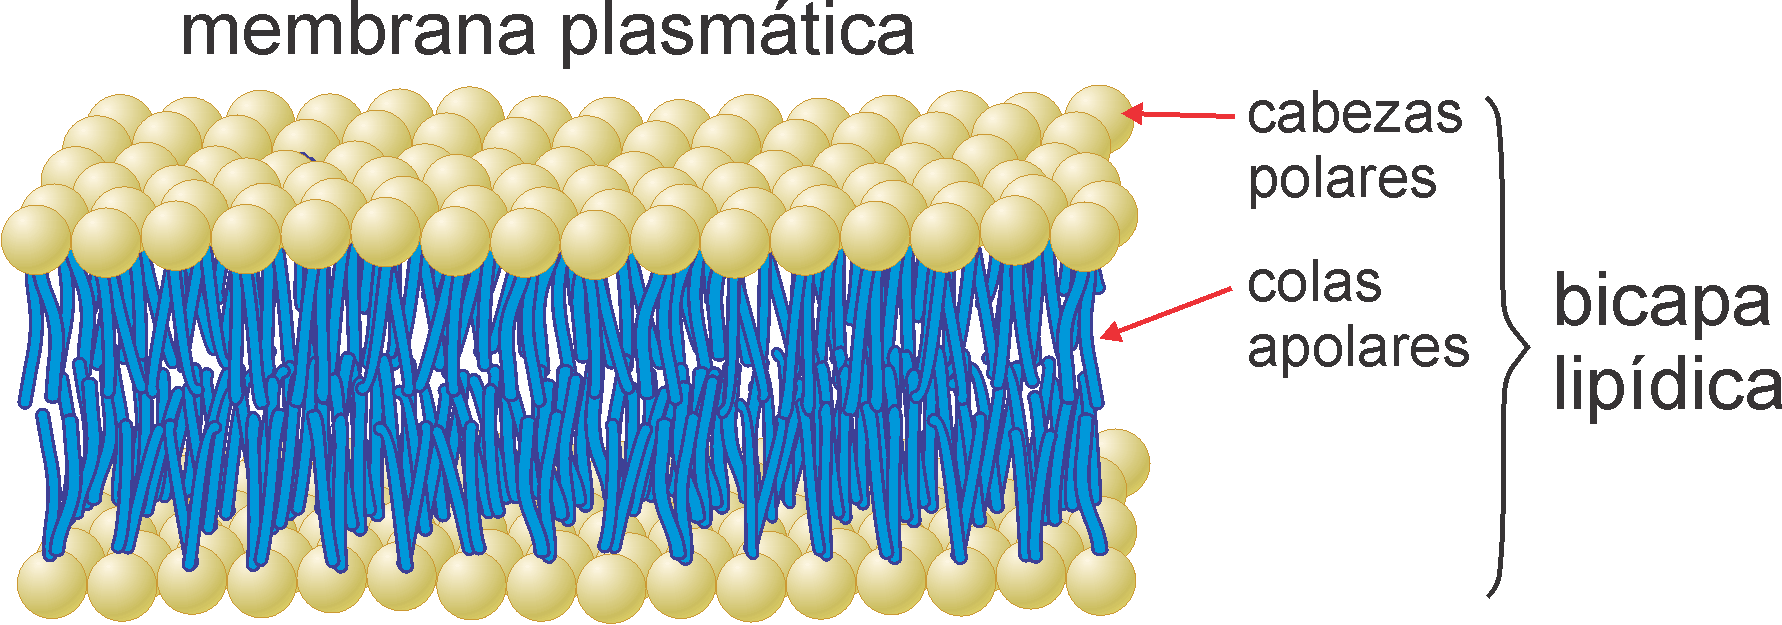 membrana plasmática
cabezas
polares
colas
apolares
bicapa
lipídica